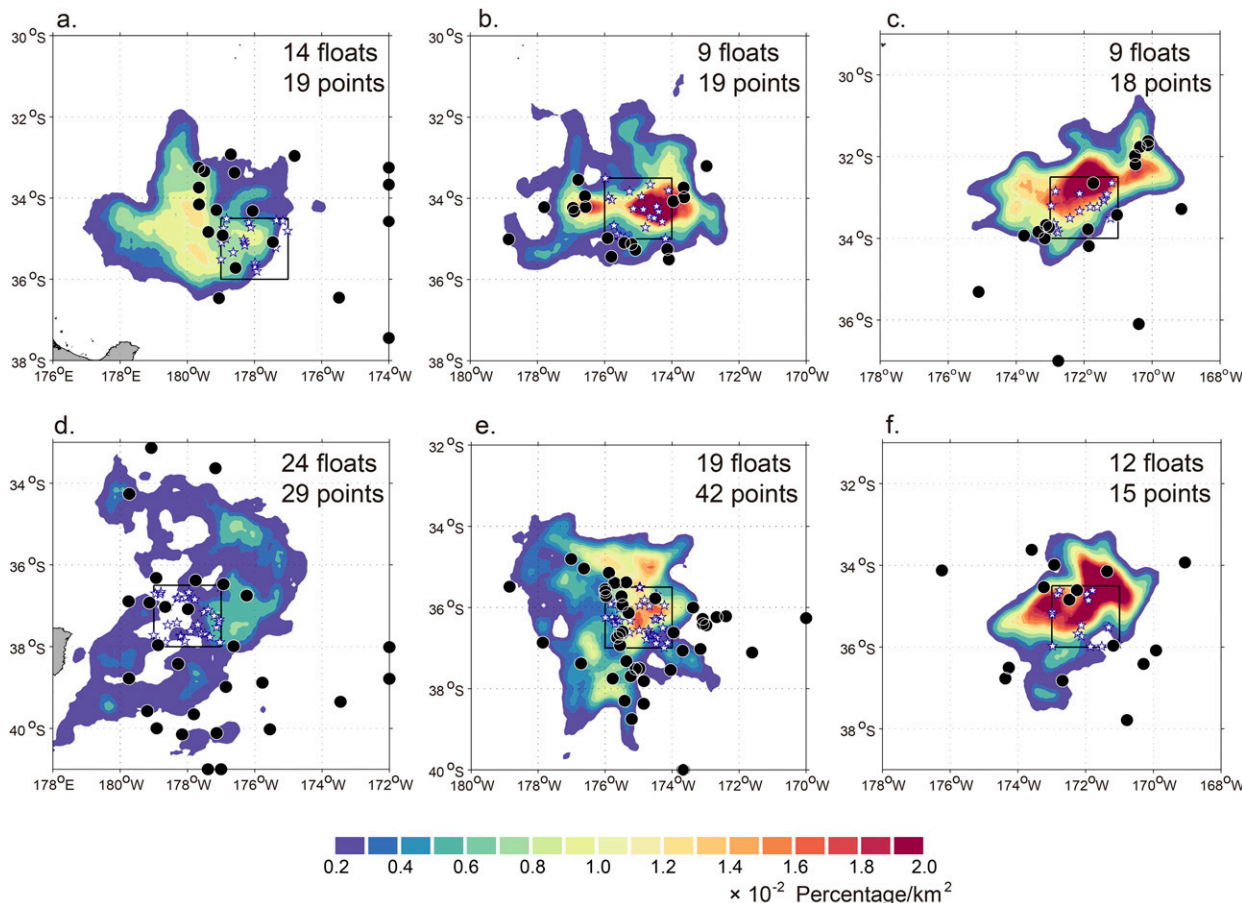 a.
14 floats
19 points
30°S
32°S
34°S
36°S
38°S
176°E
178°E
180°W
178°W
176°W
174°W
b.
9 floats
19 points
30°S
32°S
34°S
36°S
38°S
180°W
178°W
176°W
174°W
172°W
170°W
c.
9 floats
18 points
30°S
32°S
34°S
36°S
178°W
176°W
174°W
172°W
170°W
168°W
d.
24 floats
29 points
34°S
36°S
38°S
40°S
178°E
180°W
178°W
176°W
174°W
172°W
e.
19 floats
42 points
32°S
34°S
36°S
38°S
40°S
180°W
178°W
176°W
174°W
172°W
170°W
f.
12 floats
15 points
32°S
34°S
36°S
38°S
178°W
176°W
174°W
172°W
170°W
168°W
0.2 0.4 0.6 0.8 1.0 1.2 1.4 1.6 1.8 2.0
× 10⁻² Percentage/km²